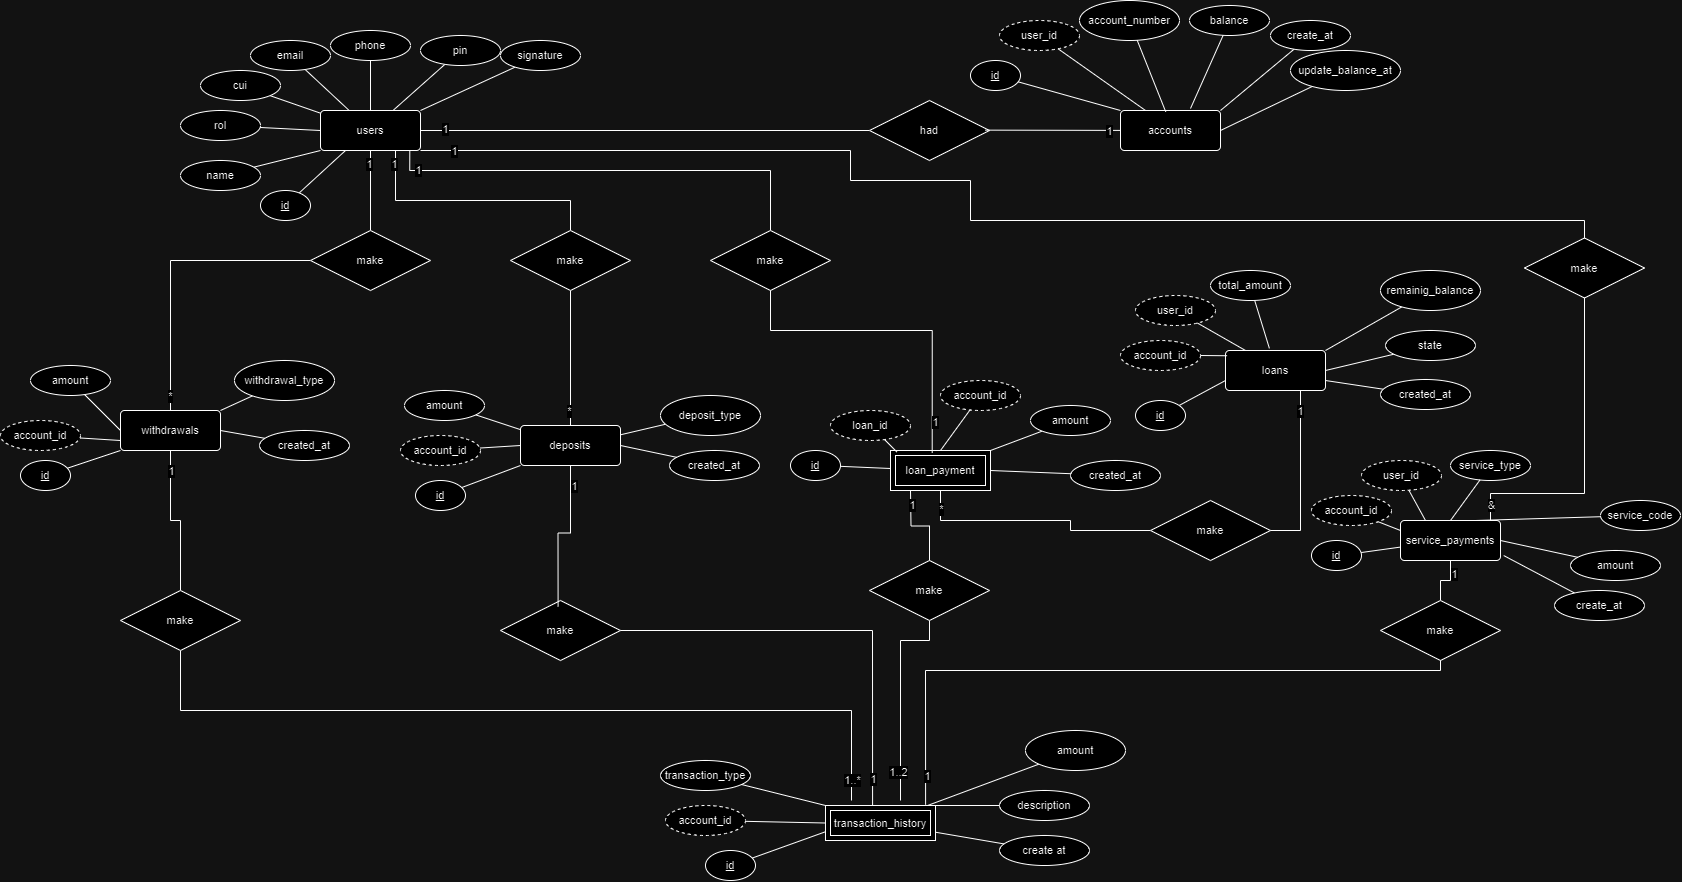 phone
email
pin
signature
cui
users
rol
name
id
1
1
1
1
1
had
1
user_id
account_number
balance
create_at
id
update_balance_at
accounts
make
make
make
make
total_amount
remainig_balance
user_id
account_id
loans
state
id
created_at
1
amount
withdrawal_type
*
account_id
withdrawals
created_at
id
1
amount
deposit_type
*
account_id
deposits
created_at
id
1
account_id
loan_id
1
amount
id
loan_payment
created_at
1
*
make
user_id
service_type
account_id
&
service_code
id
service_payments
amount
1
create_at
make
make
make
make
1..*
1
1..2
1
transaction_type
amount
account_id
transaction_history
description
id
create at